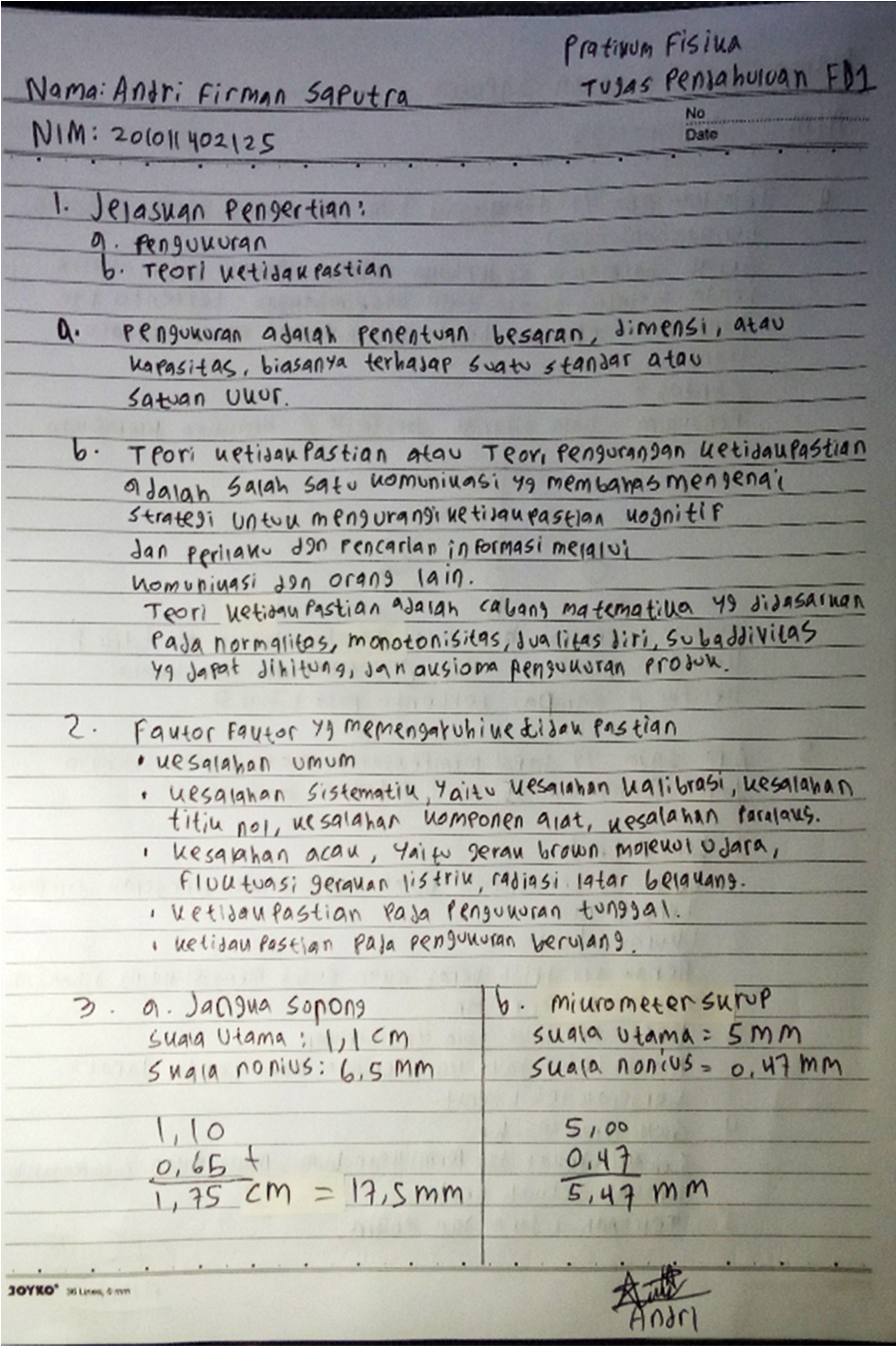 Pratikum Fisika
Tugas Pendahuluan FD1
Nama: Andri Firman Saputra
NIM: 201011402125
No
Date
1. Jelaskan Pengertian:
a. Pengukuran
b. Teori ketidakpastian
a. Pengukuran adalah penentuan besaran, dimensi, atau
kapasitas, biasanya terhadap suatu standar atau
satuan ukur.
b. Teori ketidakpastian atau Teori pengurangan ketidakpastian
adalah salah satu komunikasi yg membahas mengenai
strategi untuk mengurangi ketidakpastian kognitif
dan perilaku dgn pencarian informasi melalui
komunikasi dgn orang lain.
Teori ketidakpastian adalah cabang matematika yg didasarkan
pada normalitas, monotonisitas, dualitas diri, subaddivitas
yg dapat dihitung, dan aksioma pengukuran produk.
2. Faktor Faktor yg memengaruhi ketidak pastian
• kesalahan umum
• kesalahan sistematik, yaitu kesalahan kalibrasi, kesalahan
titik nol, kesalahan komponen alat, kesalahan paralaks.
• kesalahan acak, yaitu gerak brown molekul udara,
fluktuasi gerakan listrik, radiasi latar belakang.
• ketidakpastian pada pengukuran tunggal.
• ketidakpastian pada pengukuran berulang.
3. a. Jangka Sopong
skala utama : 1,1 cm
skala nonius : 6,5 mm
1,10
0,65 +
1,75 cm = 17,5 mm
b. mikrometer skrup
skala utama = 5 mm
skala nonius = 0,47 mm
5,00
0,47
5,47 mm
JOYKO® 36 Lines, 6 mm
Andri